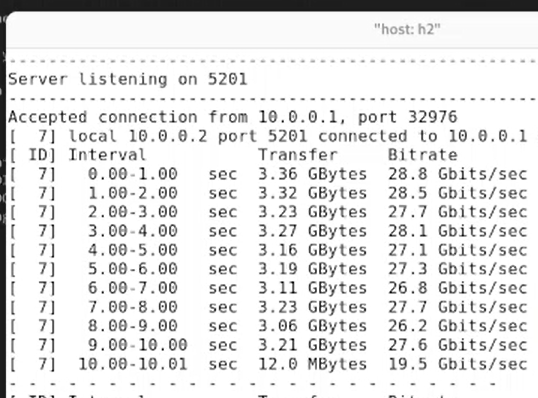 "host: h2"
-----------------------------------------------------------
Server listening on 5201
-----------------------------------------------------------
Accepted connection from 10.0.0.1, port 32976
[  7] local 10.0.0.2 port 5201 connected to 10.0.0.1
[ ID] Interval           Transfer     Bitrate
[  7]   0.00-1.00   sec  3.36 GBytes  28.8 Gbits/sec
[  7]   1.00-2.00   sec  3.32 GBytes  28.5 Gbits/sec
[  7]   2.00-3.00   sec  3.23 GBytes  27.7 Gbits/sec
[  7]   3.00-4.00   sec  3.27 GBytes  28.1 Gbits/sec
[  7]   4.00-5.00   sec  3.16 GBytes  27.1 Gbits/sec
[  7]   5.00-6.00   sec  3.19 GBytes  27.3 Gbits/sec
[  7]   6.00-7.00   sec  3.11 GBytes  26.8 Gbits/sec
[  7]   7.00-8.00   sec  3.23 GBytes  27.7 Gbits/sec
[  7]   8.00-9.00   sec  3.06 GBytes  26.2 Gbits/sec
[  7]   9.00-10.00  sec  3.21 GBytes  27.6 Gbits/sec
[  7]  10.00-10.01  sec  12.0 MBytes  19.5 Gbits/sec
- - - - - - - - - - - - - - - - - - - - - - - - -